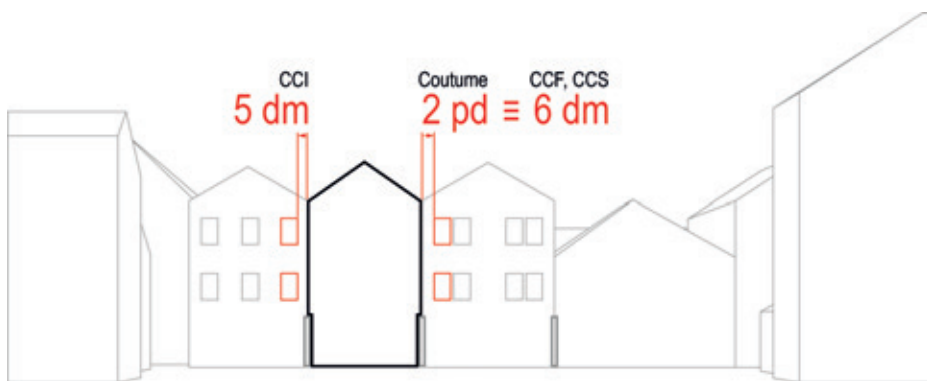 CCI
5 dm
Coutume CCF, CCS
2 pd ≡ 6 dm